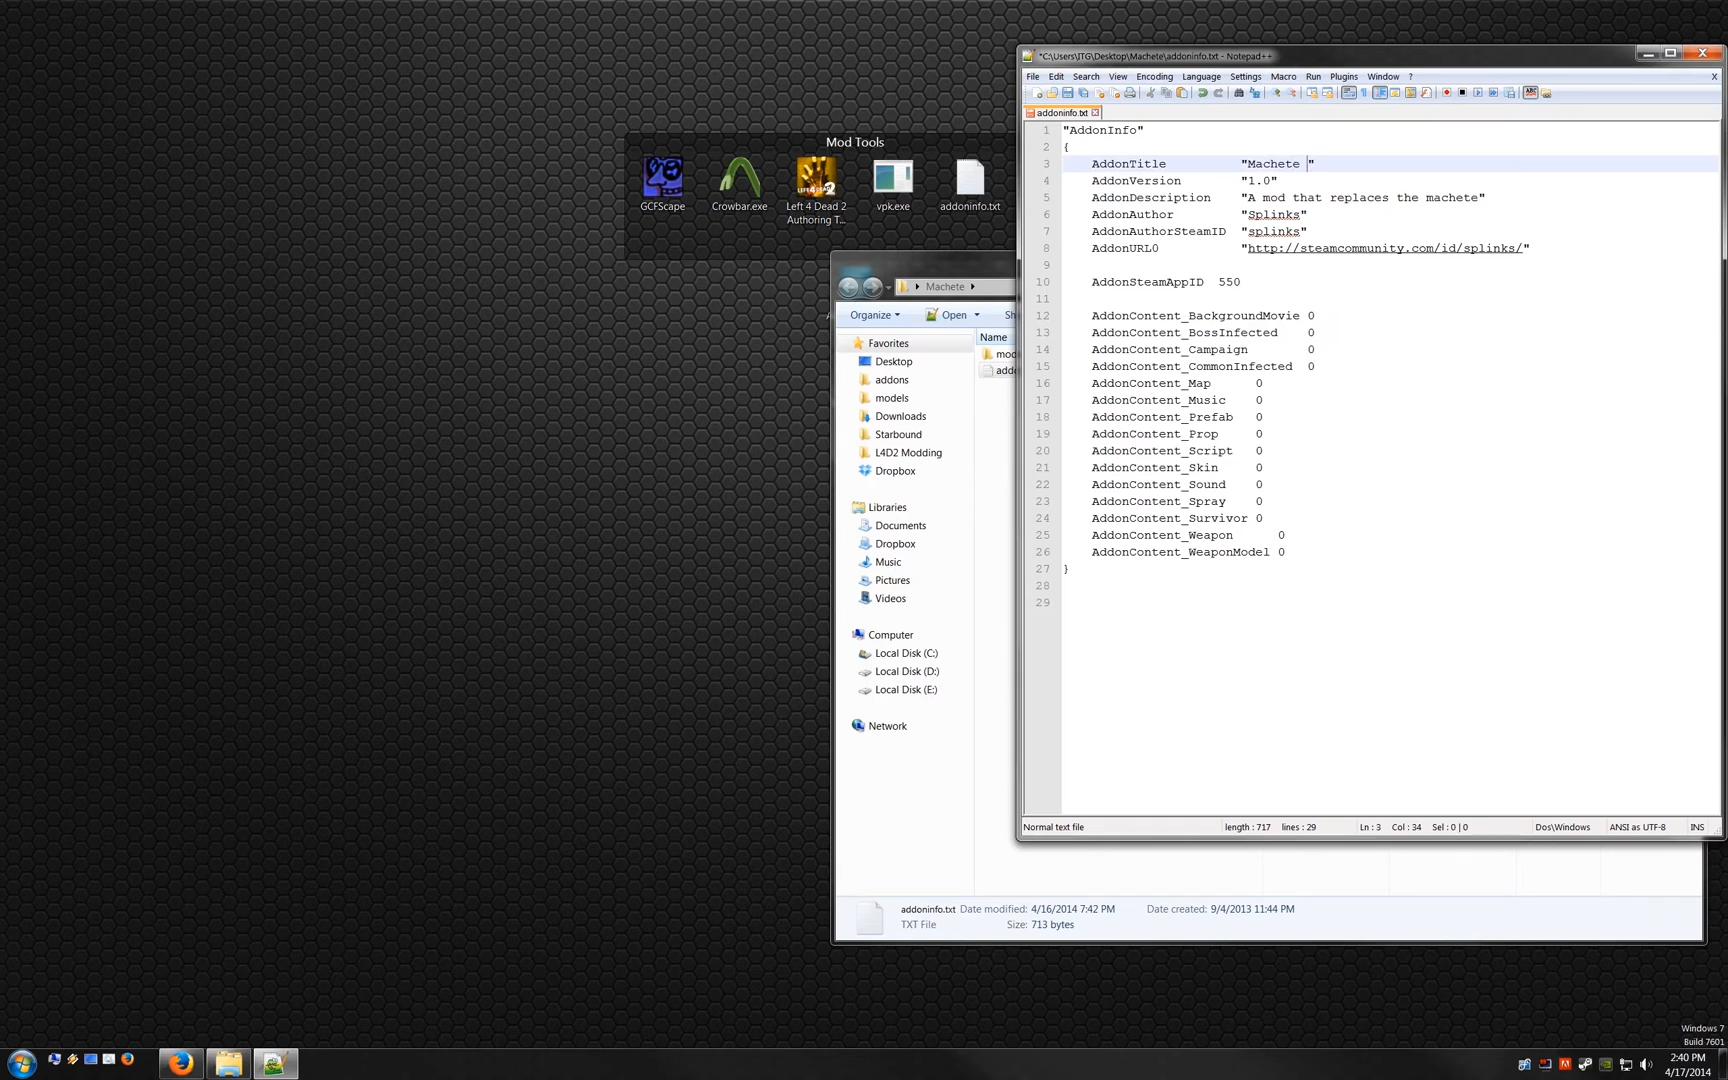 *C:\Users\ITG\Desktop\Machete\addoninfo.txt - Notepad++
File Edit Search View Encoding Language Settings Macro Run Plugins Window ? X
addoninfo.txt
1 "AddonInfo"
2 {
3 AddonTitle "Machete "
4 AddonVersion "1.0"
5 AddonDescription "A mod that replaces the machete"
6 AddonAuthor "Splinks"
7 AddonAuthorSteamID "splinks"
8 AddonURL0 "http://steamcommunity.com/id/splinks/"
9
10 AddonSteamAppID 550
11
12 AddonContent_BackgroundMovie 0
13 AddonContent_BossInfected 0
14 AddonContent_Campaign 0
15 AddonContent_CommonInfected 0
16 AddonContent_Map 0
17 AddonContent_Music 0
18 AddonContent_Prefab 0
19 AddonContent_Prop 0
20 AddonContent_Script 0
21 AddonContent_Skin 0
22 AddonContent_Sound 0
23 AddonContent_Spray 0
24 AddonContent_Survivor 0
25 AddonContent_Weapon 0
26 AddonContent_WeaponModel 0
27 }
28
29
Normal text file length : 717 lines : 29 Ln : 3 Col : 34 Sel : 0 | 0 Dos\Windows ANSI as UTF-8 INS
Mod Tools
GCFScape
Crowbar.exe
Left 4 Dead 2
Authoring T...
vpk.exe
addoninfo.txt
Machete
Organize Open Sh
Name
mod
addo
Favorites
Desktop
addons
models
Downloads
Starbound
L4D2 Modding
Dropbox
Libraries
Documents
Dropbox
Music
Pictures
Videos
Computer
Local Disk (C:)
Local Disk (D:)
Local Disk (E:)
Network
addoninfo.txt Date modified: 4/16/2014 7:42 PM Date created: 9/4/2013 11:44 PM
TXT File Size: 713 bytes
Windows 7
Build 7601
2:40 PM
4/17/2014